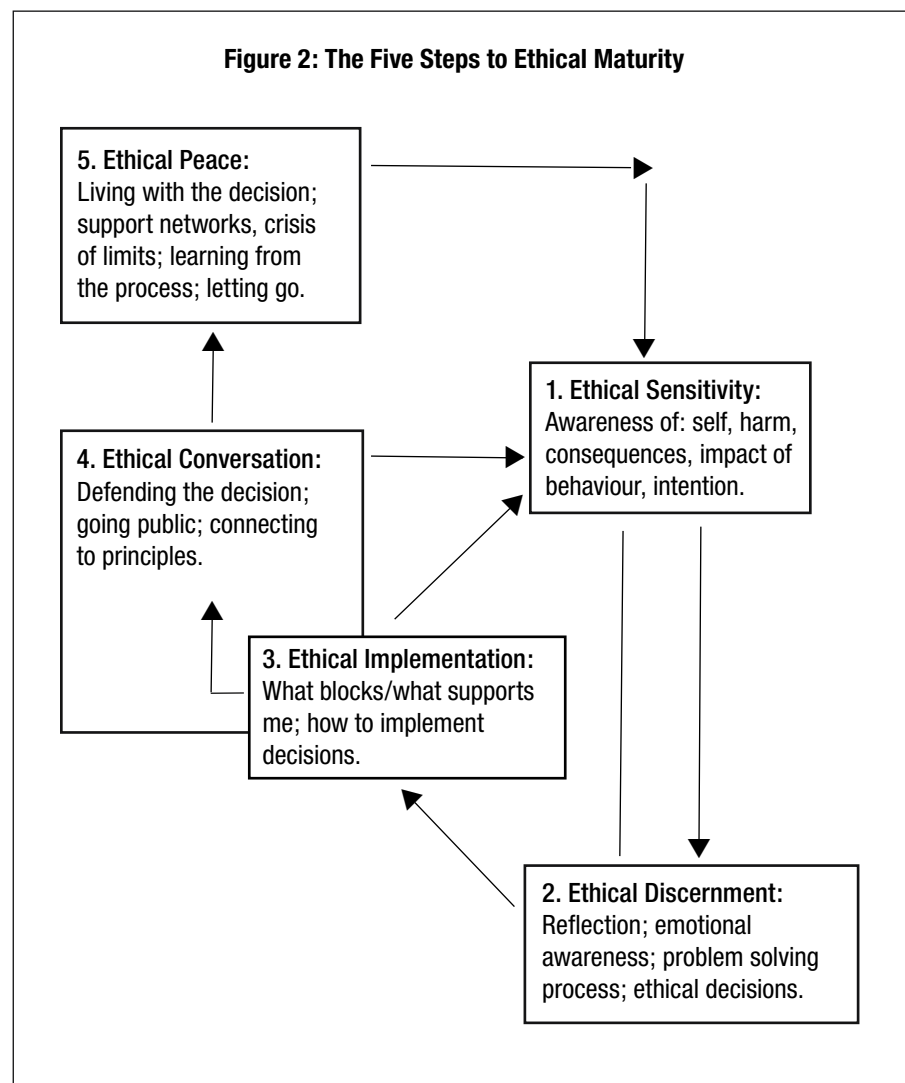 Figure 2: The Five Steps to Ethical Maturity
5. Ethical Peace:
Living with the decision;
support networks, crisis
of limits; learning from
the process; letting go.
1. Ethical Sensitivity:
Awareness of: self, harm,
consequences, impact of
behaviour, intention.
4. Ethical Conversation:
Defending the decision;
going public; connecting
to principles.
3. Ethical Implementation:
What blocks/what supports
me; how to implement
decisions.
2. Ethical Discernment:
Reflection; emotional
awareness; problem solving
process; ethical decisions.